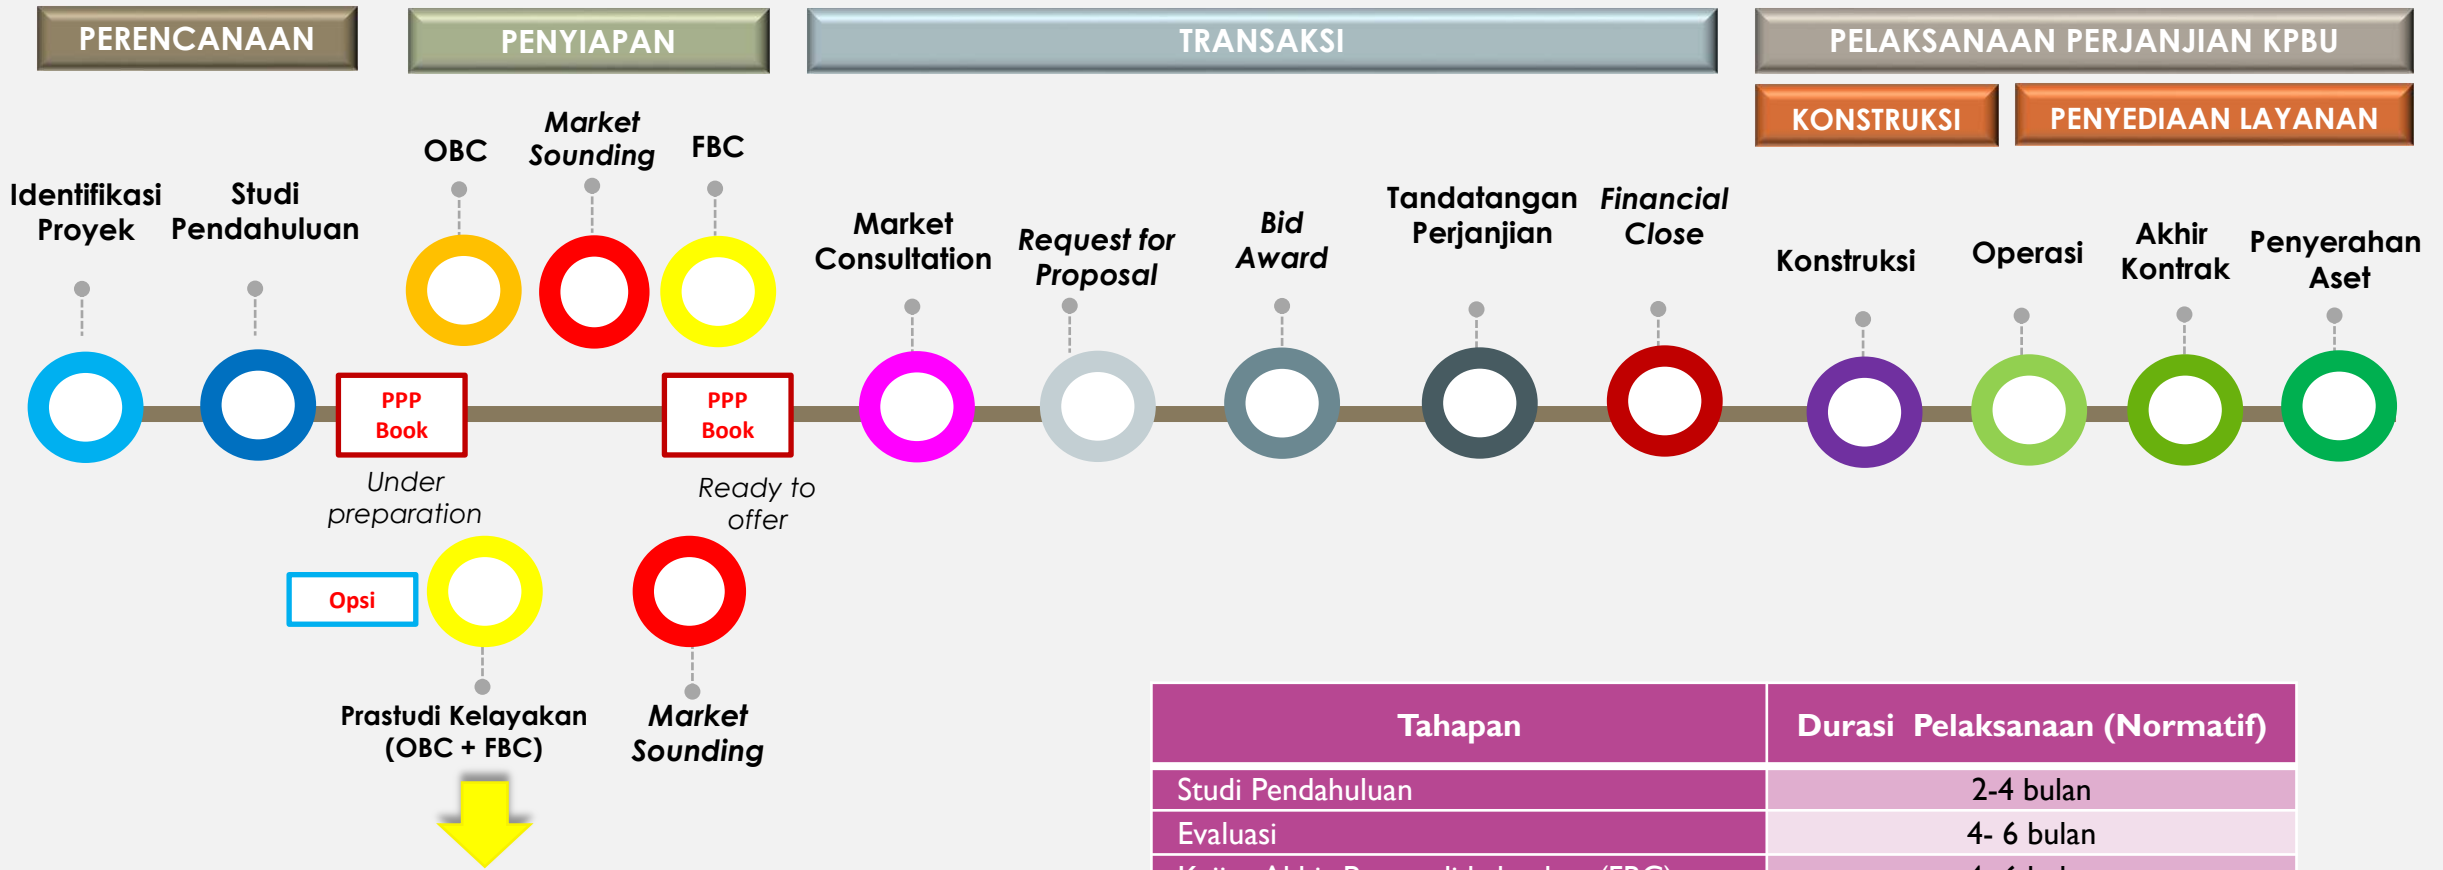 PERENCANAAN
PENYIAPAN
TRANSAKSI
PELAKSANAAN PERJANJIAN KPBU
KONSTRUKSI
PENYEDIAAN LAYANAN
Identifikasi
Proyek
Studi
Pendahuluan
OBC
Market
Sounding
FBC
Market
Consultation
Request for
Proposal
Bid
Award
Tandatangan
Perjanjian
Financial
Close
Konstruksi
Operasi
Akhir
Kontrak
Penyerahan
Aset
PPP
Book
Under
preparation
PPP
Book
Ready to
offer
Opsi
Prastudi Kelayakan
(OBC + FBC)
Market
Sounding
Tahapan
Durasi Pelaksanaan (Normatif)
Studi Pendahuluan
2-4 bulan
Evaluasi
4- 6 bulan